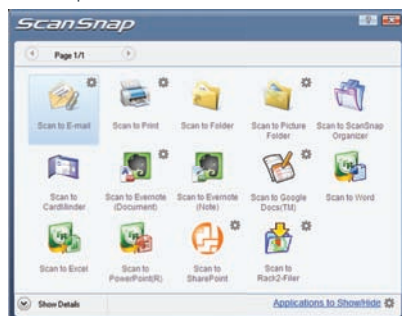 ScanSnap
Page 1/1
Scan to E-mail
Scan to Print
Scan to Folder
Scan to Picture
Folder
Scan to ScanSnap
Organizer
Scan to
CardMinder
Scan to Evernote
(Document)
Scan to Evernote
(Note)
Scan to Google
Docs(TM)
Scan to Word
Scan to Excel
Scan to
PowerPoint(R)
Scan to
SharePoint
Scan to
Rack2-Filer
Show Details
Applications to Show/Hide